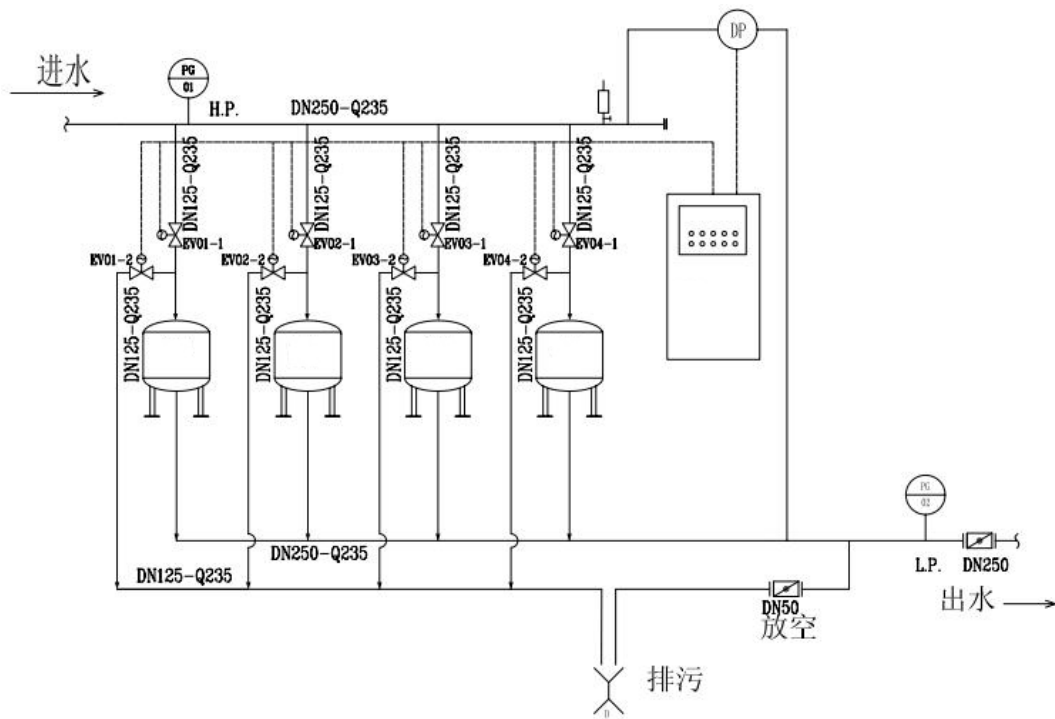 DP
进水
PG
01
H.P.
DN250-Q235
DN125-Q235
DN125-Q235
DN125-Q235
DN125-Q235
EV01-1
EV02-1
EV03-1
EV04-1
EV01-2
EV02-2
EV03-2
EV04-2
DN125-Q235
DN125-Q235
DN125-Q235
DN125-Q235
PG
02
DN250-Q235
L.P.
DN250
DN125-Q235
DN50
放空
出水
排污
D